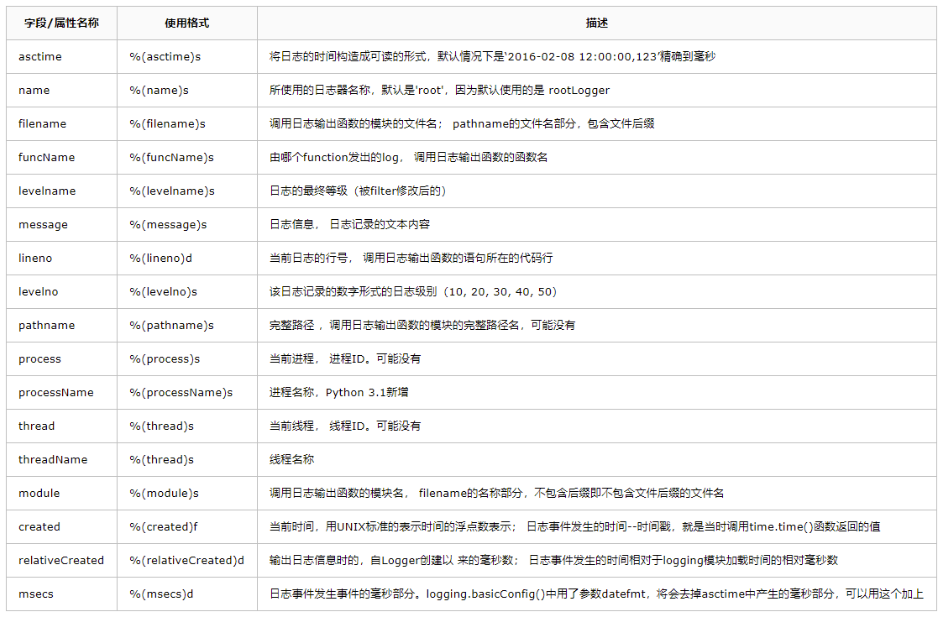 字段/属性名称 使用格式 描述
asctime %(asctime)s 将日志的时间构造成可读的形式，默认情况下是'2016-02-08 12:00:00,123'精确到毫秒
name %(name)s 所使用的日志器名称，默认是'root'，因为默认使用的是 rootLogger
filename %(filename)s 调用日志输出函数的模块的文件名； pathname的文件名部分，包含文件后缀
funcName %(funcName)s 由哪个function发出的log， 调用日志输出函数的函数名
levelname %(levelname)s 日志的最终等级（被filter修改后的）
message %(message)s 日志信息， 日志记录的文本内容
lineno %(lineno)d 当前日志的行号， 调用日志输出函数的语句所在的代码行
levelno %(levelno)s 该日志记录的数字形式的日志级别（10, 20, 30, 40, 50）
pathname %(pathname)s 完整路径 ，调用日志输出函数的模块的完整路径名，可能没有
process %(process)s 当前进程， 进程ID。可能没有
processName %(processName)s 进程名称，Python 3.1新增
thread %(thread)s 当前线程， 线程ID。可能没有
threadName %(thread)s 线程名称
module %(module)s 调用日志输出函数的模块名， filename的名称部分，不包含后缀即不包含文件后缀的文件名
created %(created)f 当前时间，用UNIX标准的表示时间的浮点数表示； 日志事件发生的时间--时间戳，就是当时调用time.time()函数返回的值
relativeCreated %(relativeCreated)d 输出日志信息时的，自Logger创建以 来的毫秒数； 日志事件发生的时间相对于logging模块加载时间的相对毫秒数
msecs %(msecs)d 日志事件发生事件的毫秒部分。logging.basicConfig()中用了参数datefmt，将会去掉asctime中产生的毫秒部分，可以用这个加上